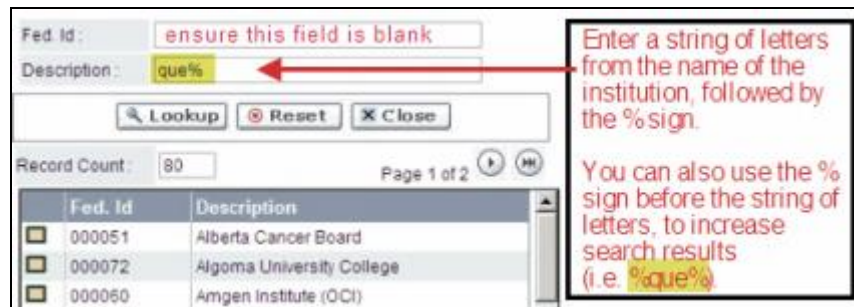 Fed. Id : ensure this field is blank
Description : que%
Lookup Reset Close
Record Count: 80 Page 1 of 2
Fed. Id Description
000051 Alberta Cancer Board
000072 Algoma University College
000060 Amgen Institute (OCI)
Enter a string of letters
from the name of the
institution, followed by
the % sign.
You can also use the %
sign before the string of
letters, to increase
search results
(i.e. %que%).